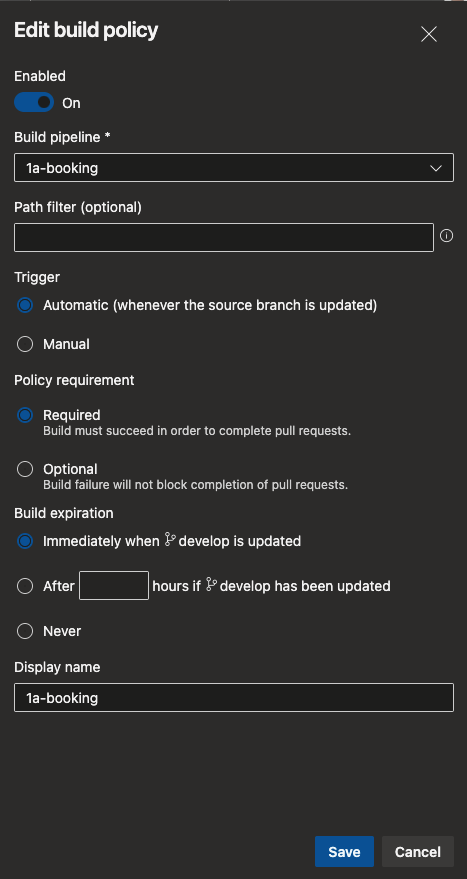 Edit build policy
Enabled
On
Build pipeline *
1a-booking
Path filter (optional)
Trigger
Automatic (whenever the source branch is updated)
Manual
Policy requirement
Required
Build must succeed in order to complete pull requests.
Optional
Build failure will not block completion of pull requests.
Build expiration
Immediately when develop is updated
After hours if develop has been updated
Never
Display name
1a-booking
Save Cancel